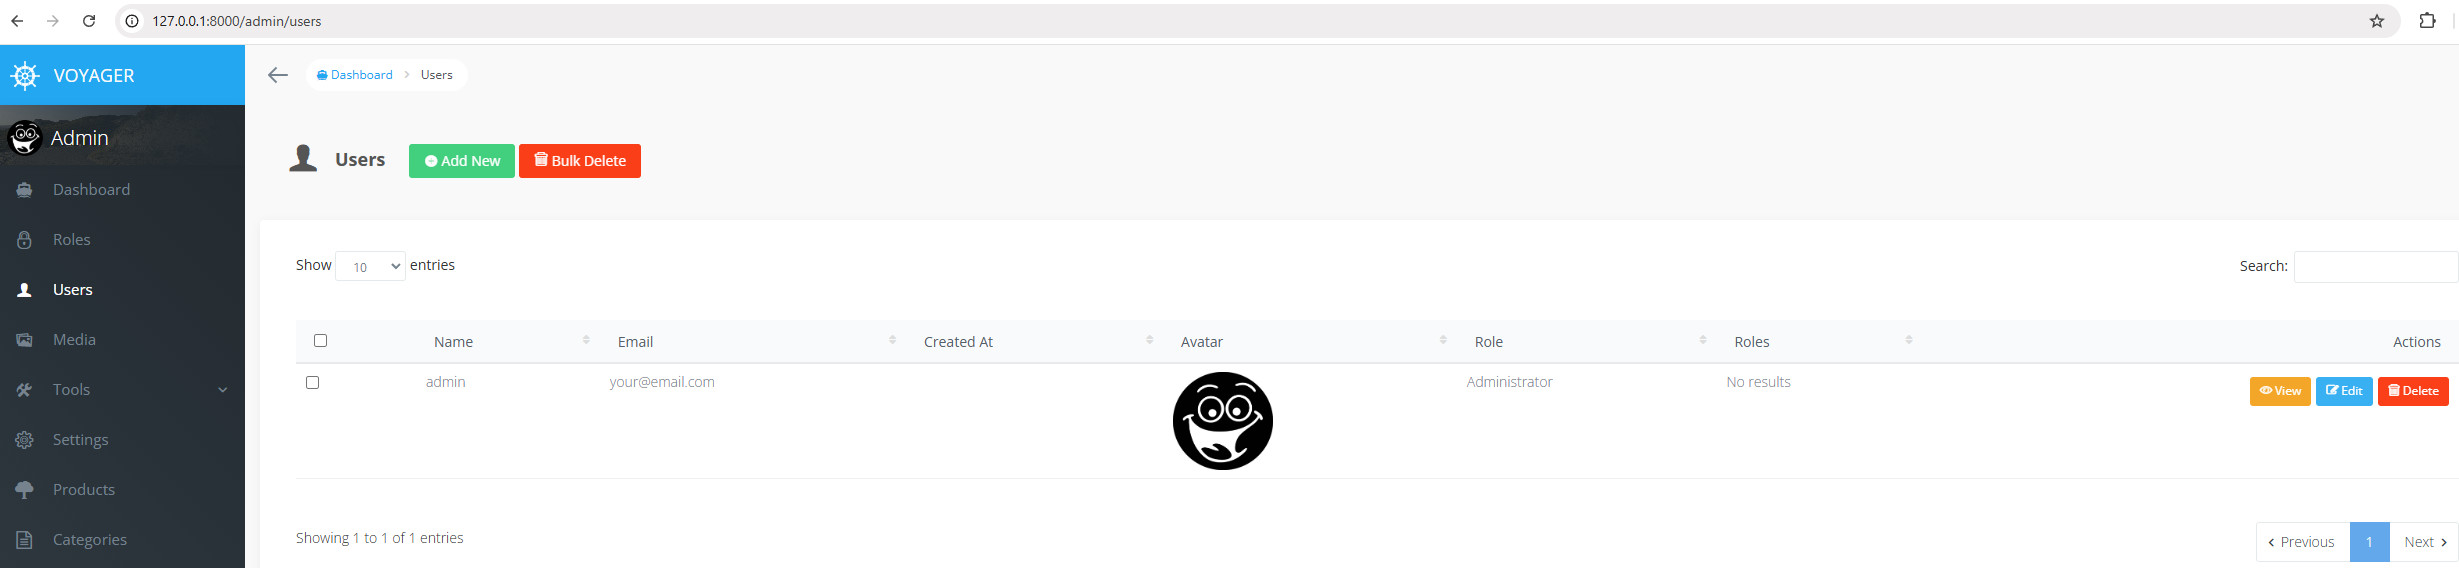 127.0.0.1:8000/admin/users
VOYAGER
Dashboard > Users
Admin
Users Add New Bulk Delete
Dashboard
Roles
Users
Media
Tools
Settings
Products
Categories
Show 10 entries
Search:
Name Email Created At Avatar Role Roles Actions
admin your@email.com Administrator No results View Edit Delete
Showing 1 to 1 of 1 entries
‹ Previous 1 Next ›